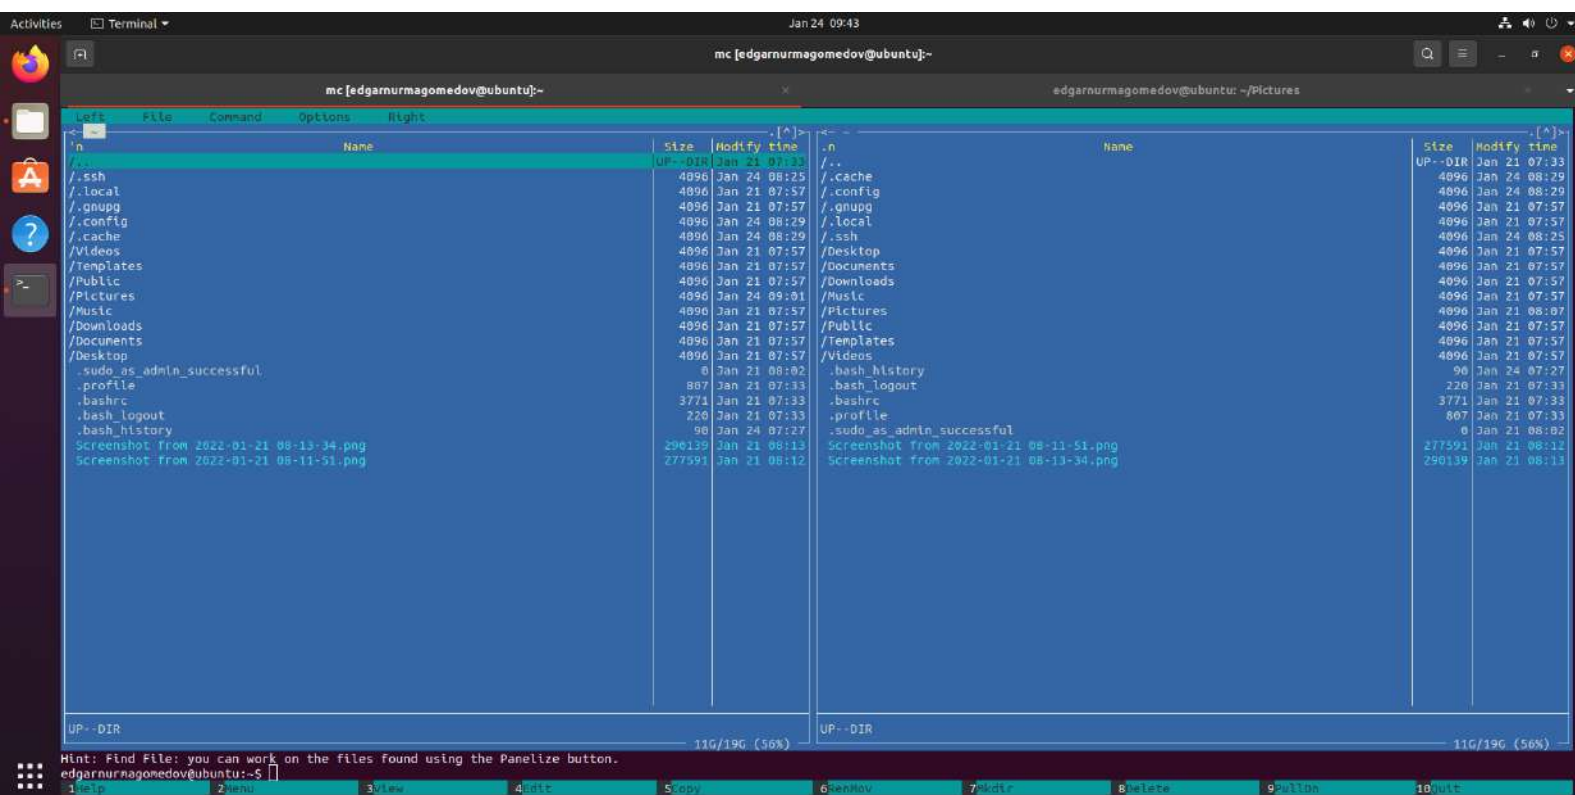 Activities Terminal Jan 24 09:43
mc [edgarnurmagomedov@ubuntu]:~
mc [edgarnurmagomedov@ubuntu]:~ edgarnurmagomedov@ubuntu: ~/Pictures
Left File Command Options Right
<- ~ .[^]> <- ~ .[^]>
'n Name Size Modify time .n Name Size Modify time
/.. UP--DIR Jan 21 07:33 /.. UP--DIR Jan 21 07:33
/.ssh 4096 Jan 24 08:25 /.cache 4096 Jan 24 08:29
/.local 4096 Jan 21 07:57 /.config 4096 Jan 24 08:29
/.gnupg 4096 Jan 21 07:57 /.gnupg 4096 Jan 21 07:57
/.config 4096 Jan 24 08:29 /.local 4096 Jan 21 07:57
/.cache 4096 Jan 24 08:29 /.ssh 4096 Jan 24 08:25
/Videos 4096 Jan 21 07:57 /Desktop 4096 Jan 21 07:57
/Templates 4096 Jan 21 07:57 /Documents 4096 Jan 21 07:57
/Public 4096 Jan 21 07:57 /Downloads 4096 Jan 21 07:57
/Pictures 4096 Jan 24 09:01 /Music 4096 Jan 21 07:57
/Music 4096 Jan 21 07:57 /Pictures 4096 Jan 21 08:07
/Downloads 4096 Jan 21 07:57 /Public 4096 Jan 21 07:57
/Documents 4096 Jan 21 07:57 /Templates 4096 Jan 21 07:57
/Desktop 4096 Jan 21 07:57 /Videos 4096 Jan 21 07:57
.sudo_as_admin_successful 0 Jan 21 08:02 .bash_history 90 Jan 24 07:27
.profile 807 Jan 21 07:33 .bash_logout 220 Jan 21 07:33
.bashrc 3771 Jan 21 07:33 .bashrc 3771 Jan 21 07:33
.bash_logout 220 Jan 21 07:33 .profile 807 Jan 21 07:33
.bash_history 90 Jan 24 07:27 .sudo_as_admin_successful 0 Jan 21 08:02
Screenshot from 2022-01-21 08-13-34.png 290139 Jan 21 08:13 Screenshot from 2022-01-21 08-11-51.png 277591 Jan 21 08:12
Screenshot from 2022-01-21 08-11-51.png 277591 Jan 21 08:12 Screenshot from 2022-01-21 08-13-34.png 290139 Jan 21 08:13
UP--DIR UP--DIR
11G/19G (56%) 11G/19G (56%)
Hint: Find File: you can work on the files found using the Panelize button.
edgarnurmagomedov@ubuntu:~$
1Help 2Menu 3View 4Edit 5Copy 6RenMov 7Mkdir 8Delete 9PullDn 10Quit